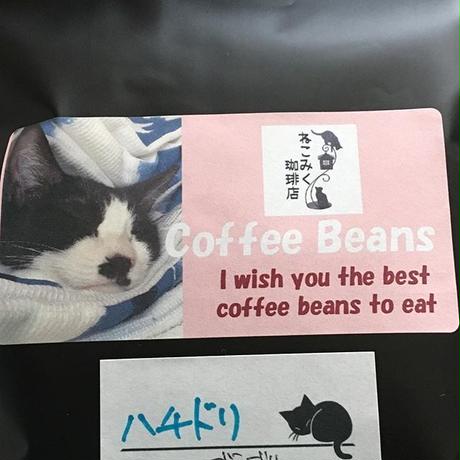 ねこみく
珈琲店
Coffee Beans
I wish you the best
coffee beans to eat
ハチドリ